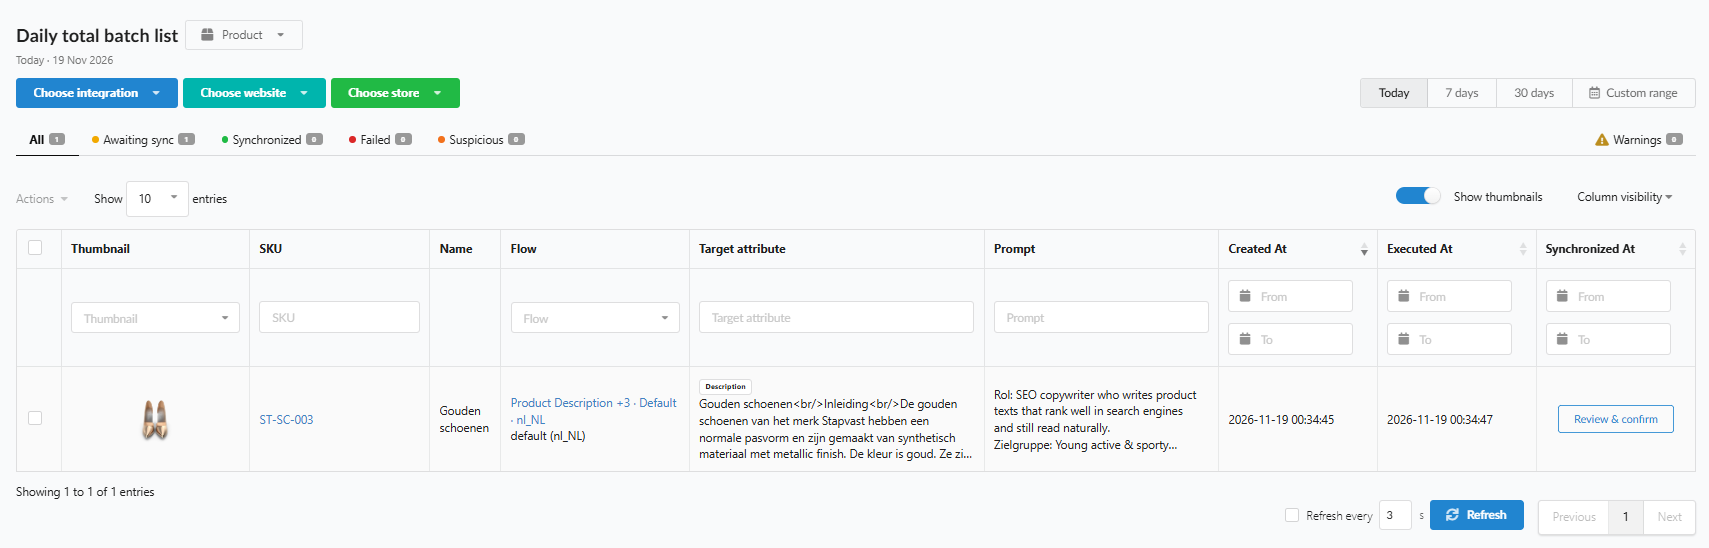 Daily total batch list
Product
Today · 19 Nov 2026
Choose integration
Choose website
Choose store
Today
7 days
30 days
Custom range
All 1
Awaiting sync 1
Synchronized 0
Failed 0
Suspicious 0
Warnings 0
Actions
Show 10 entries
Show thumbnails
Column visibility
Thumbnail
SKU
Name
Flow
Target attribute
Prompt
Created At
Executed At
Synchronized At
Thumbnail
SKU
Flow
Target attribute
Prompt
From
From
From
To
To
To
ST-SC-003
Gouden
schoenen
Product Description +3 · Default
· nl_NL
default (nl_NL)
Description
Gouden schoenen<br/>Inleiding<br/>De gouden
schoenen van het merk Stapvast hebben een
normale pasvorm en zijn gemaakt van synthetisch
materiaal met metallic finish. De kleur is goud. Ze zi...
Rol: SEO copywriter who writes product
texts that rank well in search engines
and still read naturally.
Zielgruppe: Young active & sporty...
2026-11-19 00:34:45
2026-11-19 00:34:47
Review & confirm
Showing 1 to 1 of 1 entries
Refresh every 3 s
Refresh
Previous
1
Next